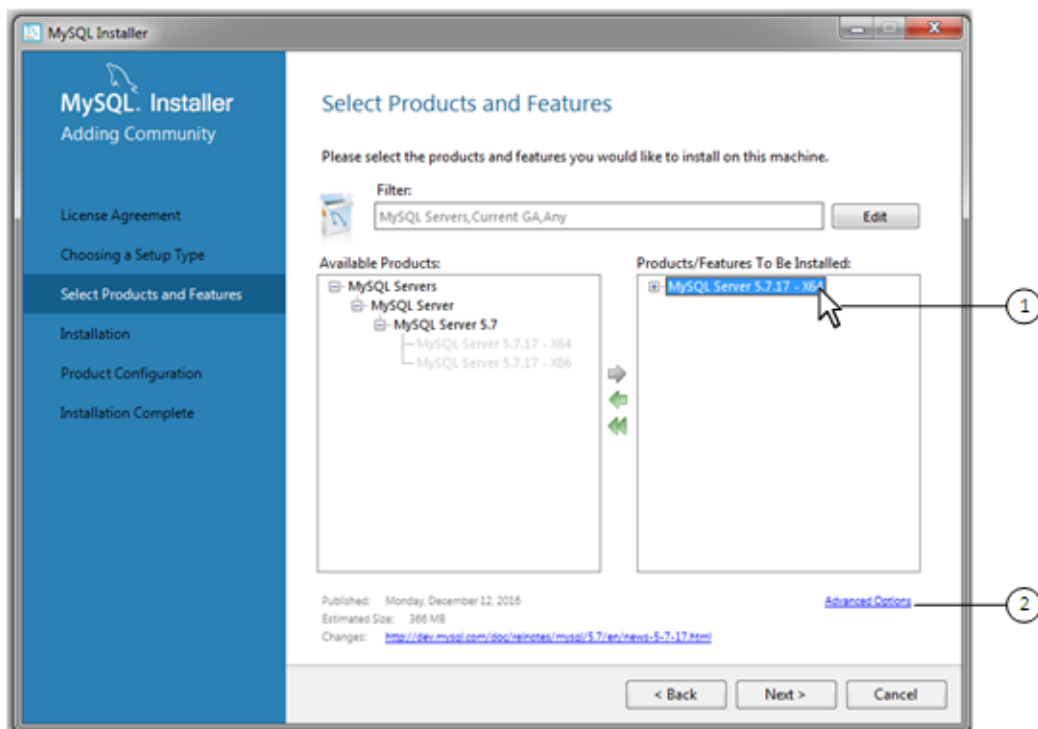 MySQL Installer
MySQL. Installer
Adding Community
License Agreement
Choosing a Setup Type
Select Products and Features
Installation
Product Configuration
Installation Complete
Select Products and Features
Please select the products and features you would like to install on this machine.
Filter:
MySQL Servers,Current GA,Any
Edit
Available Products:
MySQL Servers
MySQL Server
MySQL Server 5.7
MySQL Server 5.7.17 - X64
MySQL Server 5.7.17 - X86
Products/Features To Be Installed:
MySQL Server 5.7.17 - X64
1
Published: Monday, December 12, 2016
Estimated Size: 366 MB
Changes: http://dev.mysql.com/doc/relnotes/mysql/5.7/en/news-5-7-17.html
Advanced Options
2
< Back
Next >
Cancel